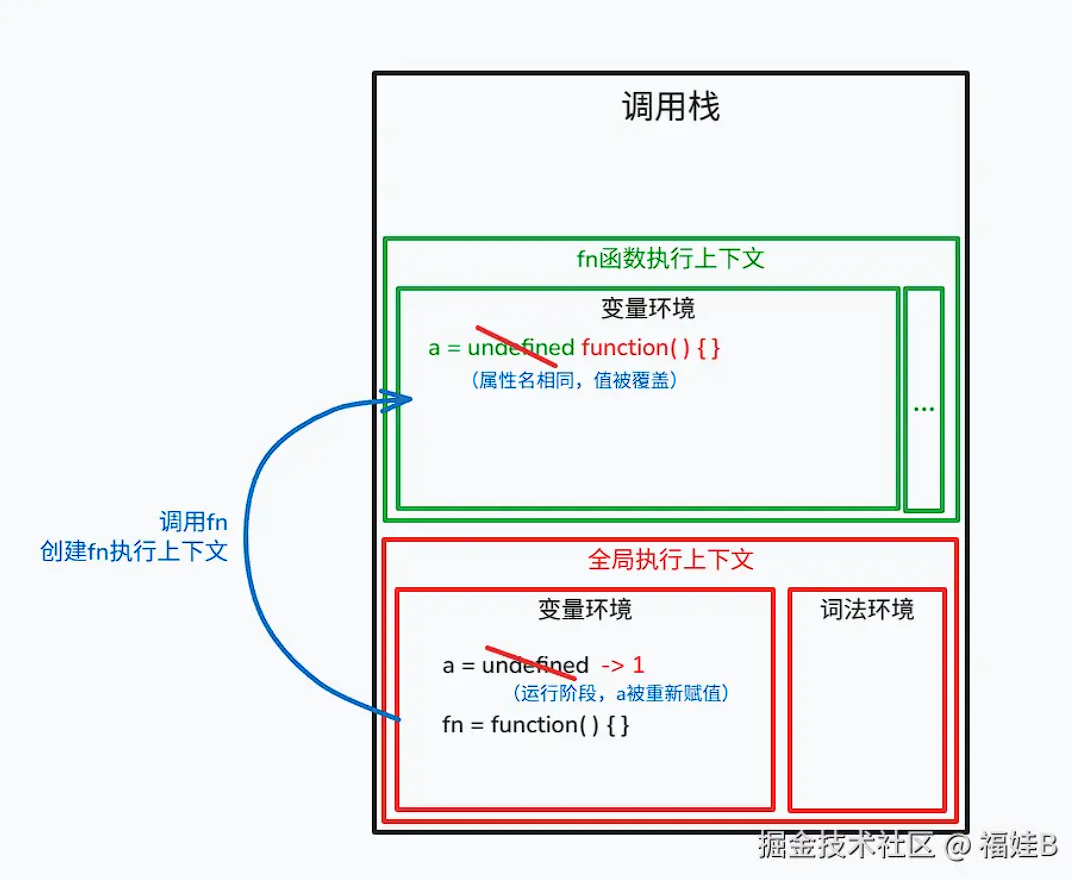 调用栈
fn函数执行上下文
变量环境
a = undefined function( ) { }
（属性名相同，值被覆盖）
...
调用fn
创建fn执行上下文
全局执行上下文
变量环境
词法环境
a = undefined -> 1
（运行阶段，a被重新赋值）
fn = function( ) { }
掘金技术社区 @ 福娃B